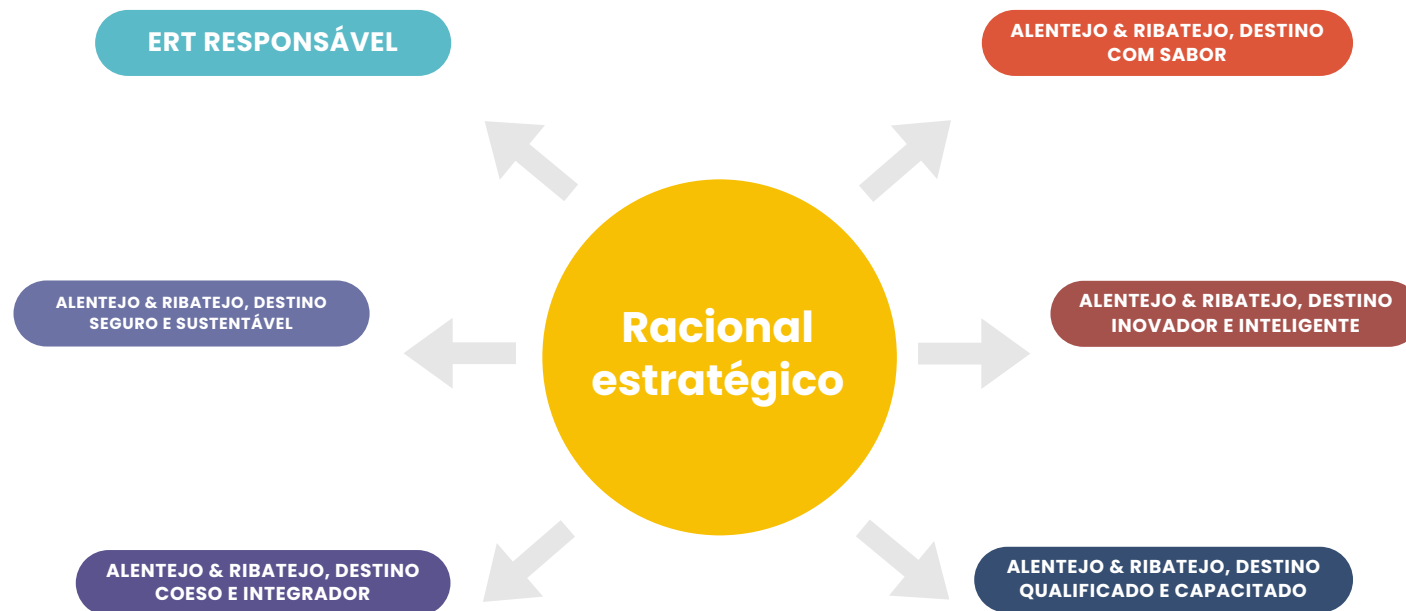 ERT RESPONSÁVEL
ALENTEJO & RIBATEJO, DESTINO
COM SABOR
ALENTEJO & RIBATEJO, DESTINO
SEGURO E SUSTENTÁVEL
Racional
estratégico
ALENTEJO & RIBATEJO, DESTINO
INOVADOR E INTELIGENTE
ALENTEJO & RIBATEJO, DESTINO
COESO E INTEGRADOR
ALENTEJO & RIBATEJO, DESTINO
QUALIFICADO E CAPACITADO